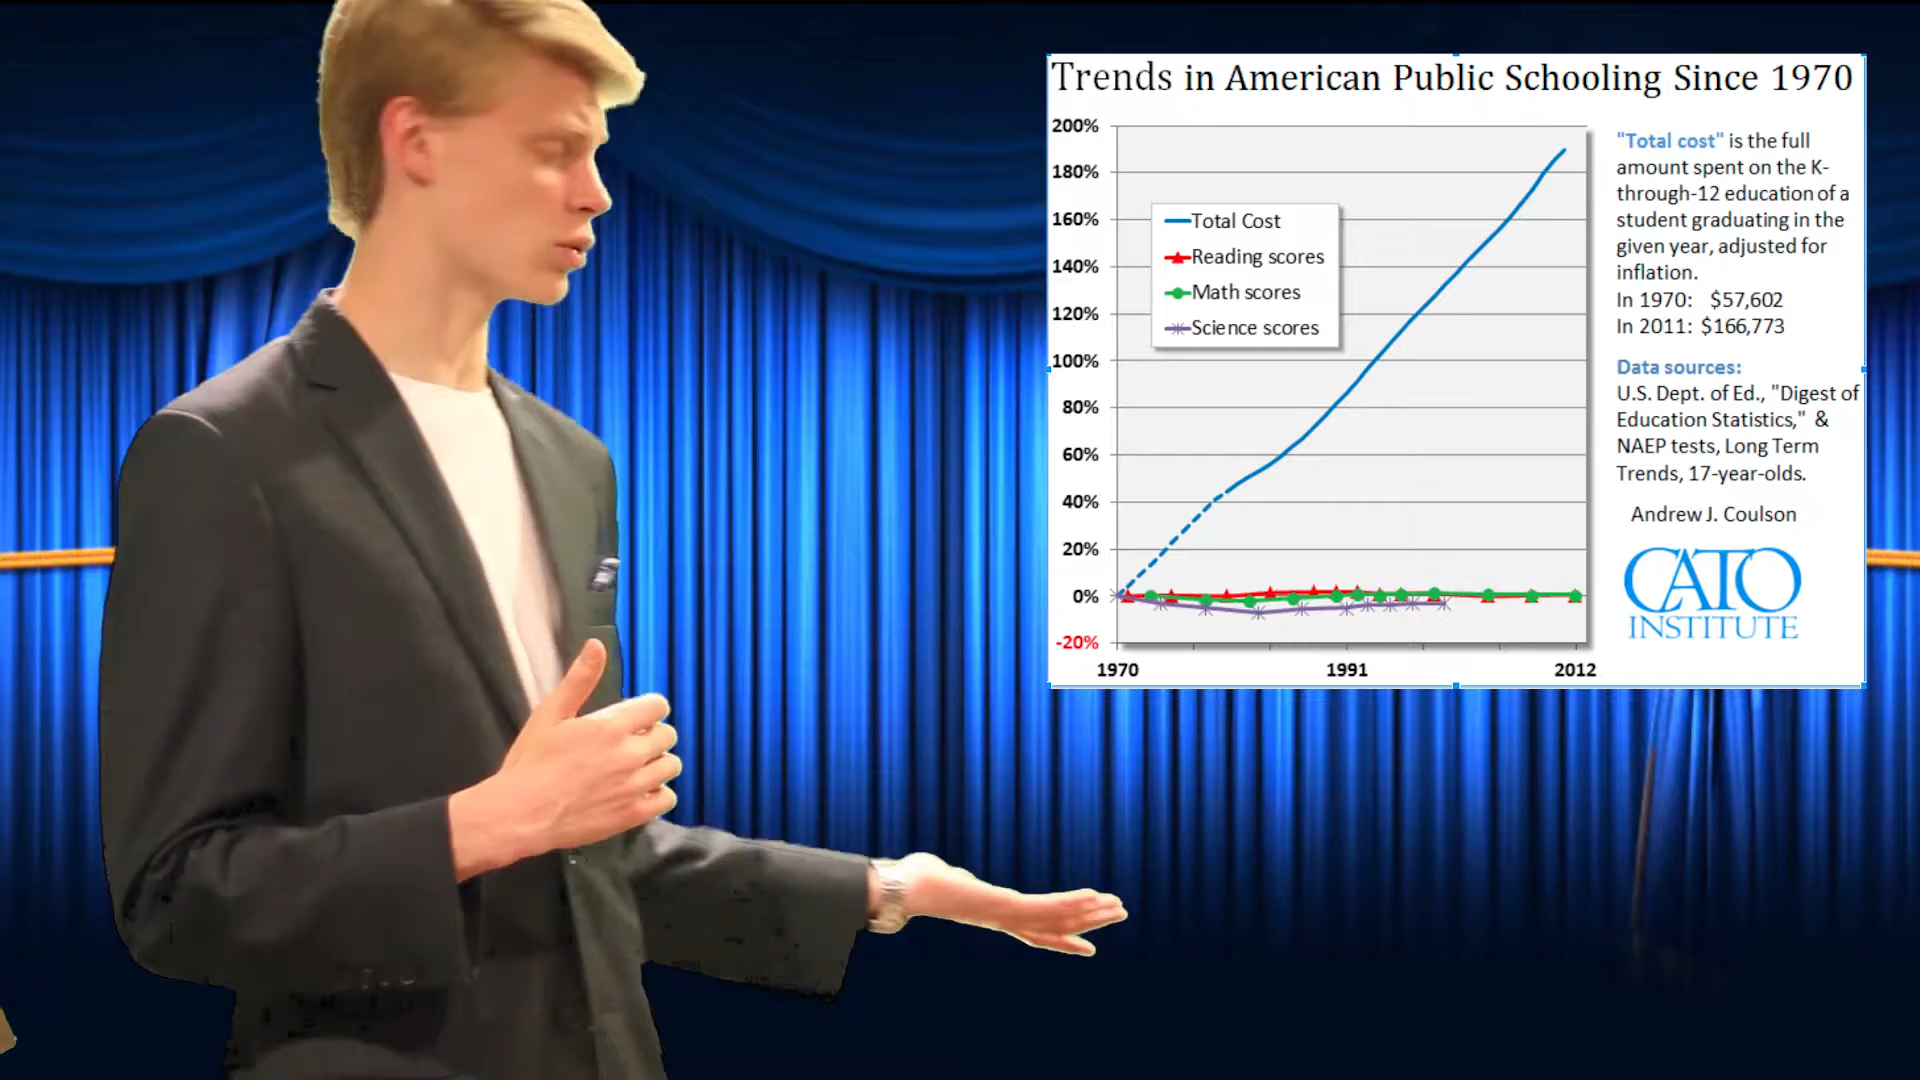 Trends in American Public Schooling Since 1970
200%
180%
160%
140%
120%
100%
80%
60%
40%
20%
0%
-20%
1970
1991
2012
Total Cost
Reading scores
Math scores
Science scores
"Total cost" is the full
amount spent on the K-
through-12 education of a
student graduating in the
given year, adjusted for
inflation.
In 1970: $57,602
In 2011: $166,773
Data sources:
U.S. Dept. of Ed., "Digest of
Education Statistics," &
NAEP tests, Long Term
Trends, 17-year-olds.
Andrew J. Coulson
CATO
INSTITUTE